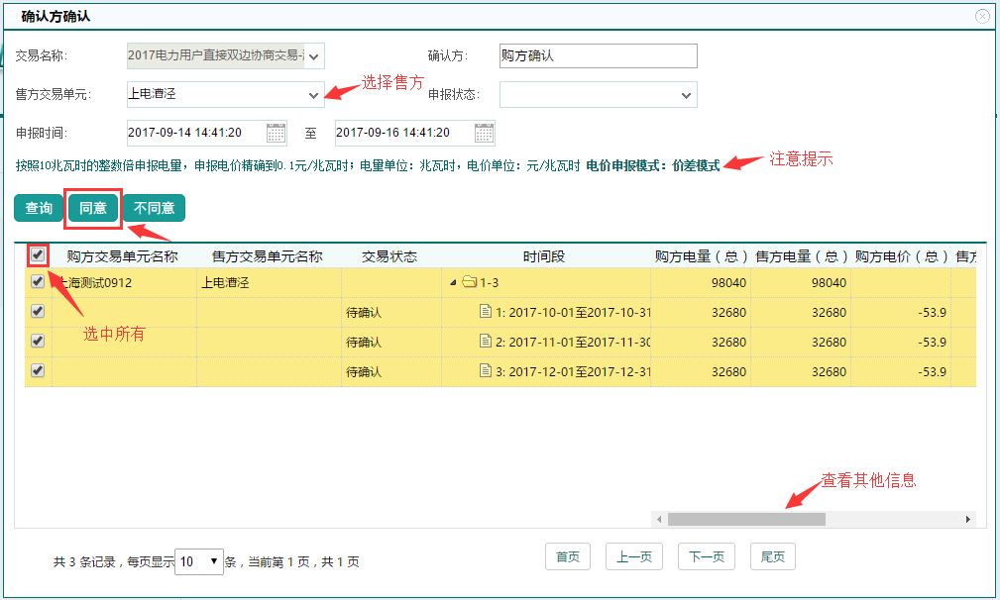 确认方确认
交易名称: 2017电力用户直接双边协商交易- 确认方: 购方确认
售方交易单元: 上电漕泾 选择售方 申报状态:
申报时间: 2017-09-14 14:41:20 至 2017-09-16 14:41:20
按照10兆瓦时的整数倍申报电量，申报电价精确到0.1元/兆瓦时；电量单位：兆瓦时，电价单位：元/兆瓦时 电价申报模式：价差模式 注意提示
查询 同意 不同意
购方交易单元名称 售方交易单元名称 交易状态 时间段 购方电量（总） 售方电量（总） 购方电价（总） 售方
上海测试0912 上电漕泾 1-3 98040 98040
待确认 1: 2017-10-01至2017-10-31 32680 32680 -53.9
选中所有
待确认 2: 2017-11-01至2017-11-30 32680 32680 -53.9
待确认 3: 2017-12-01至2017-12-31 32680 32680 -53.9
查看其他信息
共 3 条记录，每页显示 10 条，当前第 1 页，共 1 页 首页 上一页 下一页 尾页